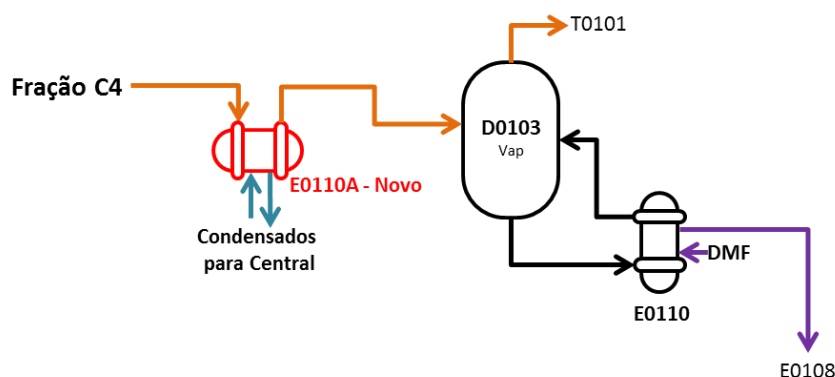 T0101
Fração C4
D0103
Vap
E0110A - Novo
Condensados
para Central
DMF
E0110
E0108